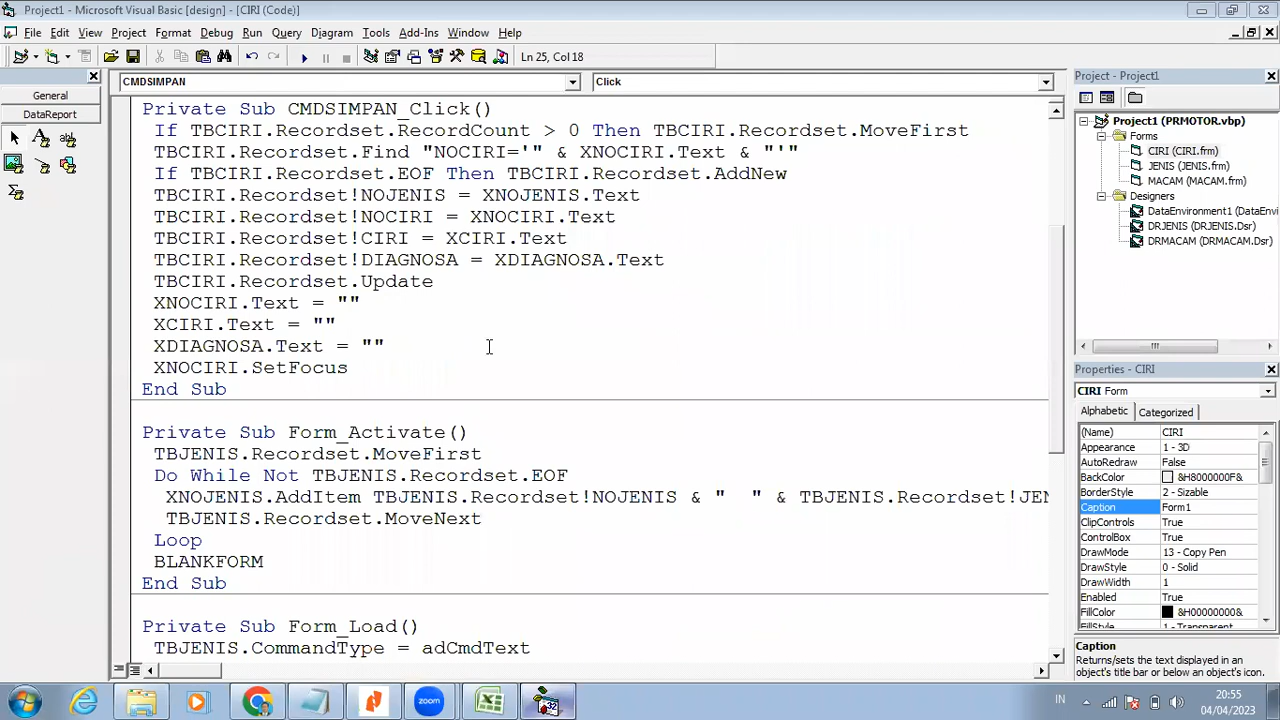 Project1 - Microsoft Visual Basic [design] - [CIRI (Code)]
File Edit View Project Format Debug Run Query Diagram Tools Add-Ins Window Help
Ln 25, Col 18
General
DataReport
CMDSIMPAN
Click
Private Sub CMDSIMPAN_Click()
If TBCIRI.Recordset.RecordCount > 0 Then TBCIRI.Recordset.MoveFirst
TBCIRI.Recordset.Find "NOCIRI='" & XNOCIRI.Text & "'"
If TBCIRI.Recordset.EOF Then TBCIRI.Recordset.AddNew
TBCIRI.Recordset!NOJENIS = XNOJENIS.Text
TBCIRI.Recordset!NOCIRI = XNOCIRI.Text
TBCIRI.Recordset!CIRI = XCIRI.Text
TBCIRI.Recordset!DIAGNOSA = XDIAGNOSA.Text
TBCIRI.Recordset.Update
XNOCIRI.Text = ""
XCIRI.Text = ""
XDIAGNOSA.Text = ""
XNOCIRI.SetFocus
End Sub
Private Sub Form_Activate()
TBJENIS.Recordset.MoveFirst
Do While Not TBJENIS.Recordset.EOF
XNOJENIS.AddItem TBJENIS.Recordset!NOJENIS & "  " & TBJENIS.Recordset!JEN
TBJENIS.Recordset.MoveNext
Loop
BLANKFORM
End Sub
Private Sub Form_Load()
TBJENIS.CommandType = adCmdText
Project - Project1
Project1 (PRMOTOR.vbp)
Forms
CIRI (CIRI.frm)
JENIS (JENIS.frm)
MACAM (MACAM.frm)
Designers
DataEnvironment1 (DataEnvi
DRJENIS (DRJENIS.Dsr)
DRMACAM (DRMACAM.Dsr)
Properties - CIRI
CIRI Form
Alphabetic Categorized
(Name) CIRI
Appearance 1 - 3D
AutoRedraw False
BackColor &H8000000F&
BorderStyle 2 - Sizable
Caption Form1
ClipControls True
ControlBox True
DrawMode 13 - Copy Pen
DrawStyle 0 - Solid
DrawWidth 1
Enabled True
FillColor &H00000000&
FillStyle 1 - Transparent
Caption
Returns/sets the text displayed in an
object's title bar or below an object's icon.
zoom
32
IN
20:55
04/04/2023